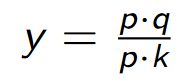 y = p·q / p·k